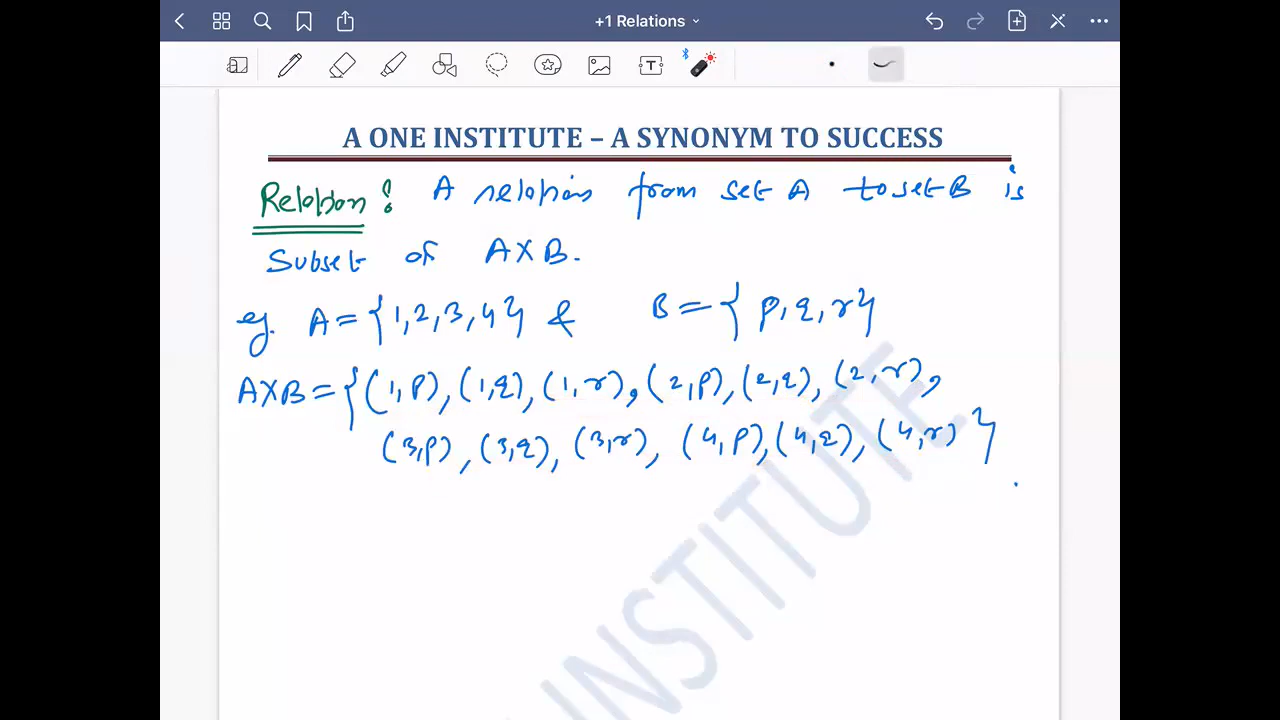 +1 Relations
A ONE INSTITUTE – A SYNONYM TO SUCCESS
Relation : A relation from set A to set B is
Subset of A×B.
eg. A = {1,2,3,4} & B = { p, q, r}
A×B = {(1,p), (1,q), (1,r), (2,p), (2,q), (2,r),
(3,p), (3,q), (3,r), (4,p), (4,q), (4,r) }
INSTITUTE